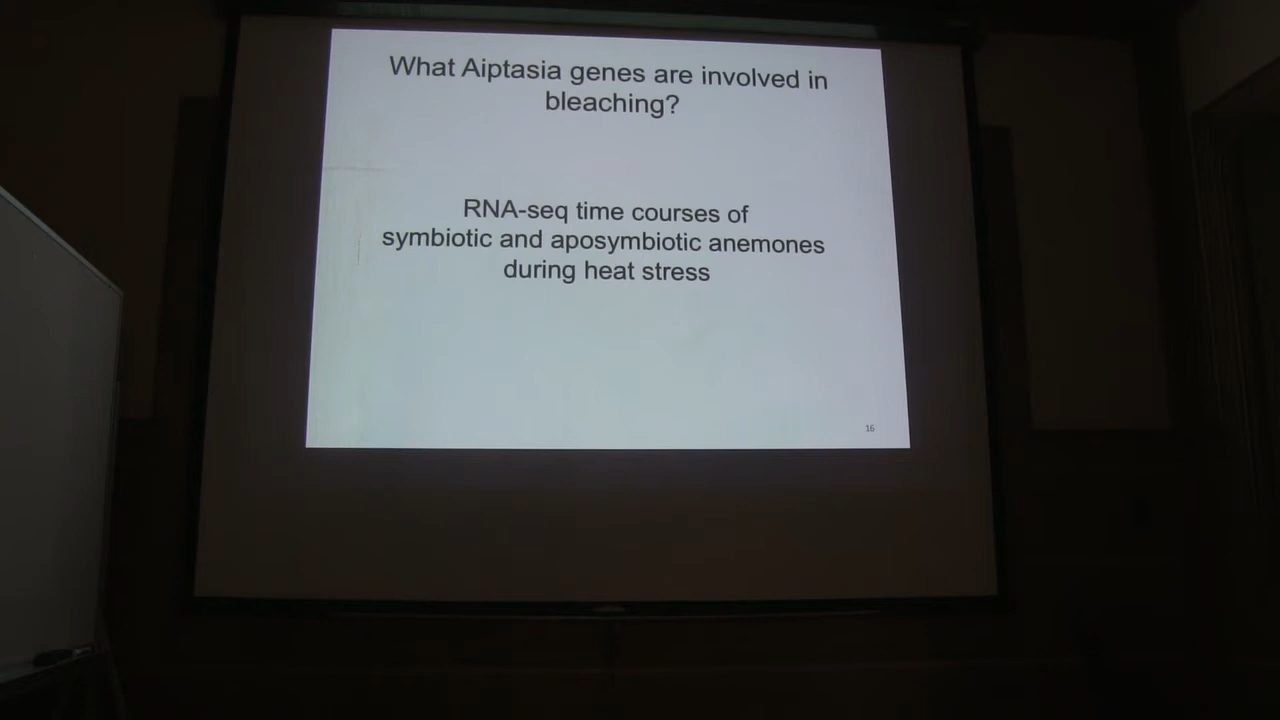 What Aiptasia genes are involved in
bleaching?
RNA-seq time courses of
symbiotic and aposymbiotic anemones
during heat stress
16